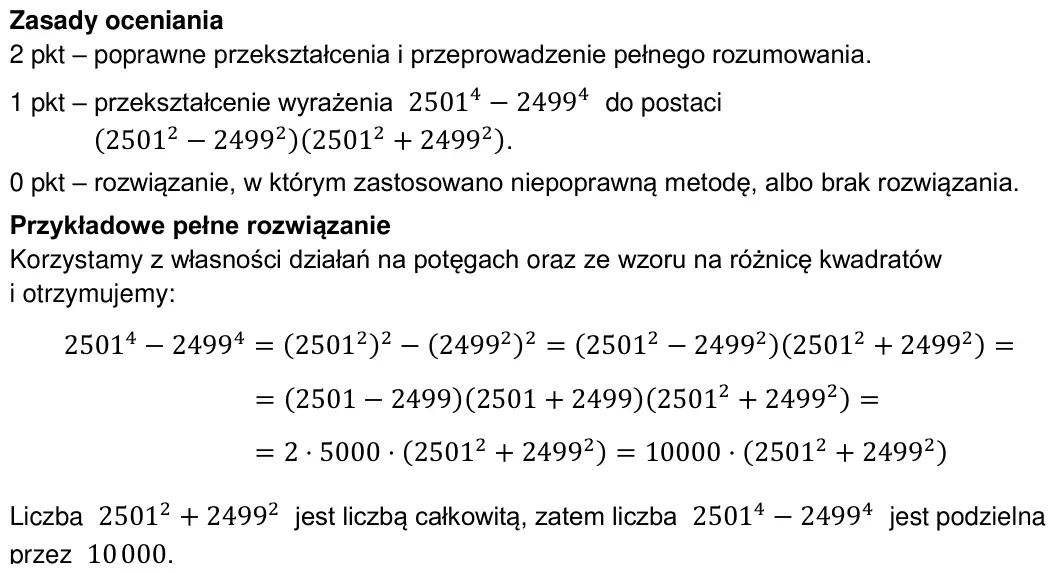 Zasady oceniania
2 pkt – poprawne przekształcenia i przeprowadzenie pełnego rozumowania.
1 pkt – przekształcenie wyrażenia 2501⁴ − 2499⁴ do postaci
(2501² − 2499²)(2501² + 2499²).
0 pkt – rozwiązanie, w którym zastosowano niepoprawną metodę, albo brak rozwiązania.
Przykładowe pełne rozwiązanie
Korzystamy z własności działań na potęgach oraz ze wzoru na różnicę kwadratów
i otrzymujemy:
2501⁴ − 2499⁴ = (2501²)² − (2499²)² = (2501² − 2499²)(2501² + 2499²) =
= (2501 − 2499)(2501 + 2499)(2501² + 2499²) =
= 2 · 5000 · (2501² + 2499²) = 10000 · (2501² + 2499²)
Liczba 2501² + 2499² jest liczbą całkowitą, zatem liczba 2501⁴ − 2499⁴ jest podzielna
przez 10 000.